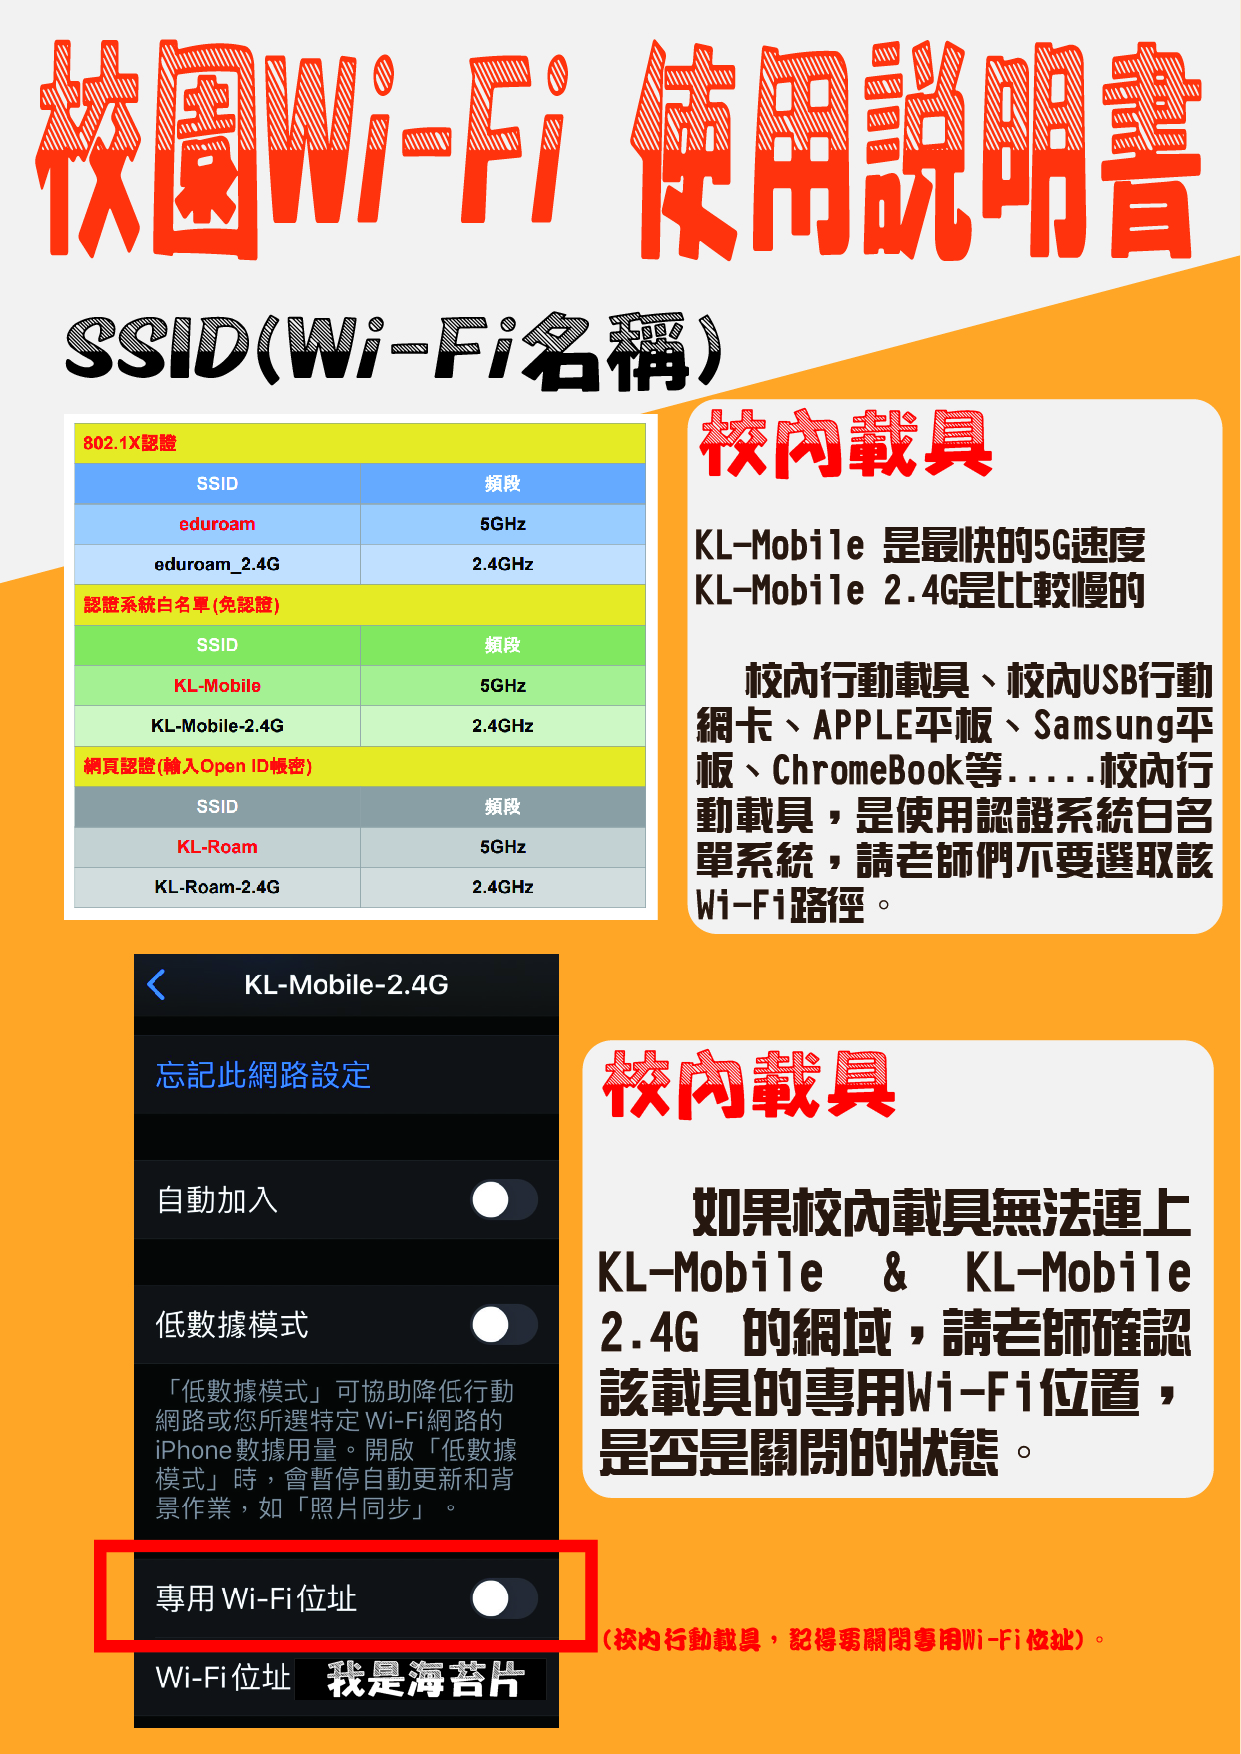 校園Wi-Fi 使用説明書
SSID(Wi-Fi名稱)
802.1X認證
SSID 頻段
eduroam 5GHz
eduroam_2.4G 2.4GHz
認證系統白名單(免認證)
SSID 頻段
KL-Mobile 5GHz
KL-Mobile-2.4G 2.4GHz
網頁認證(輸入Open ID帳密)
SSID 頻段
KL-Roam 5GHz
KL-Roam-2.4G 2.4GHz
校內載具
KL-Mobile 是最快的5G速度
KL-Mobile 2.4G是比較慢的
校內行動載具、校內USB行動
網卡、APPLE平板、Samsung平
板、ChromeBook等.....校內行
動載具，是使用認證系統白名
單系統，請老師們不要選取該
Wi-Fi路徑。
KL-Mobile-2.4G
忘記此網路設定
自動加入
低數據模式
「低數據模式」可協助降低行動
網路或您所選特定 Wi-Fi 網路的
iPhone 數據用量。開啟「低數據
模式」時，會暫停自動更新和背
景作業，如「照片同步」。
專用 Wi-Fi 位址
Wi-Fi 位址 我是海苔片
校內載具
如果校內載具無法連上
KL-Mobile & KL-Mobile
2.4G 的網域，請老師確認
該載具的專用Wi-Fi位置，
是否是關閉的狀態。
(校內行動載具，記得要關閉專用Wi-Fi位址)。